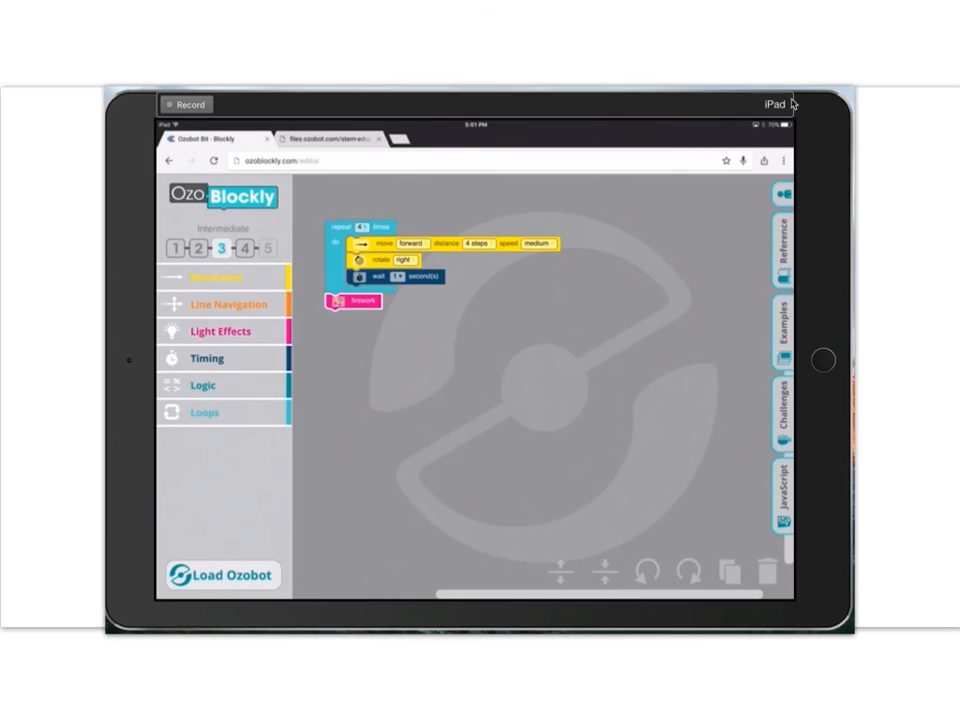 Record
iPad
iPad
5:01 PM
70%
Ozobot Bit - Blockly
files.ozobot.com/stem-edu
ozoblockly.com/editor
Ozo Blockly
Intermediate
1 2 3 4 5
Movement
Line Navigation
Light Effects
Timing
Logic
Loops
Load Ozobot
repeat 4 times
do
move forward distance 4 steps speed medium
rotate right
wait 1 second(s)
firework
Reference
Examples
Challenges
JavaScript